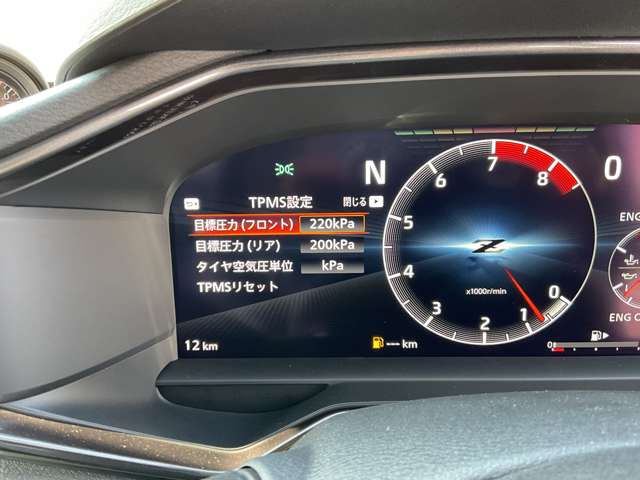 N
0
TPMS設定
閉じる
目標圧力(フロント) 220kPa
目標圧力(リア) 200kPa
タイヤ空気圧単位 kPa
TPMSリセット
12 km
--- km
8
7
6
5
4
3
2
1
0
Z
x1000r/min
ENG
ENG O
0